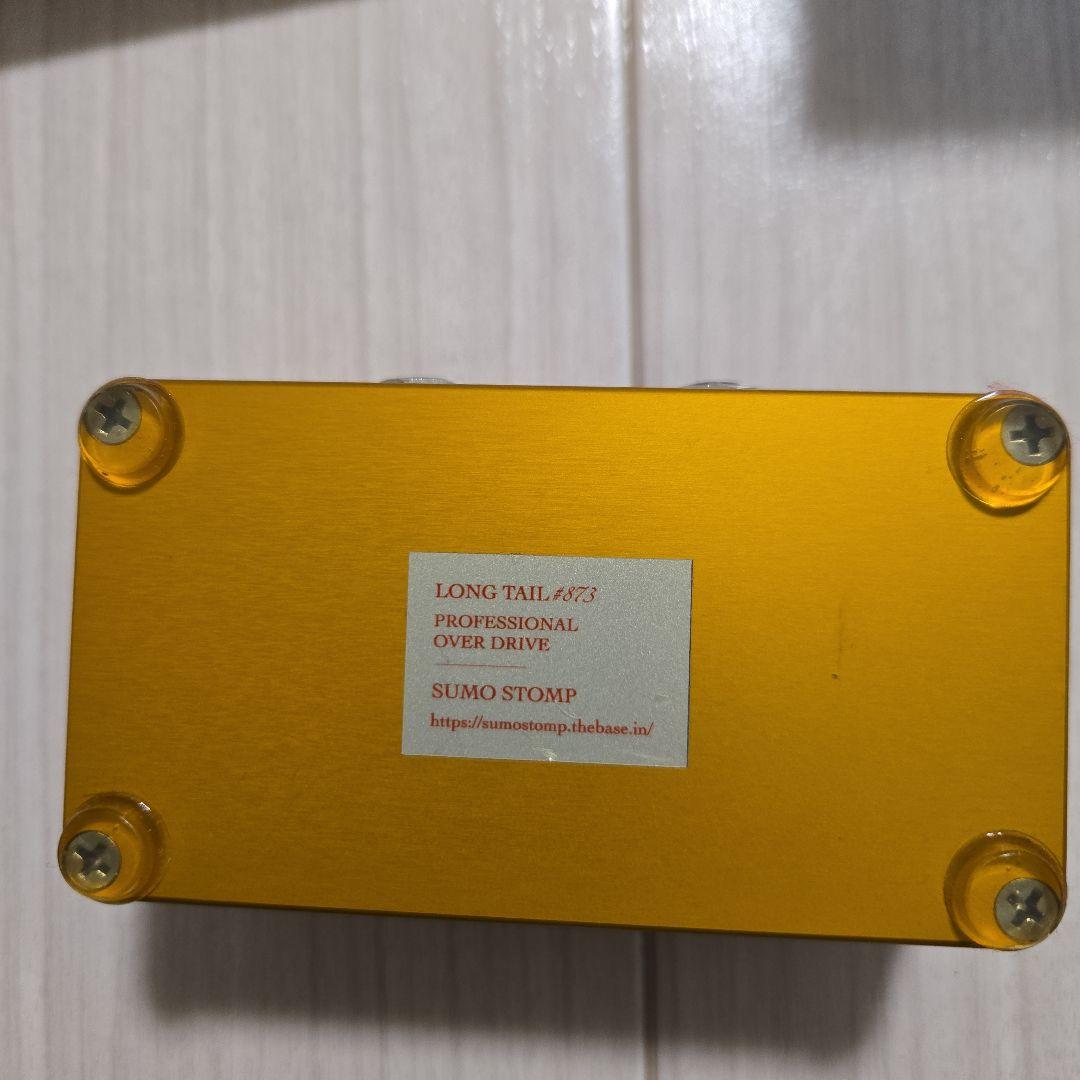 LONG TAIL #873
PROFESSIONAL
OVER DRIVE
SUMO STOMP
https://sumostomp.thebase.in/